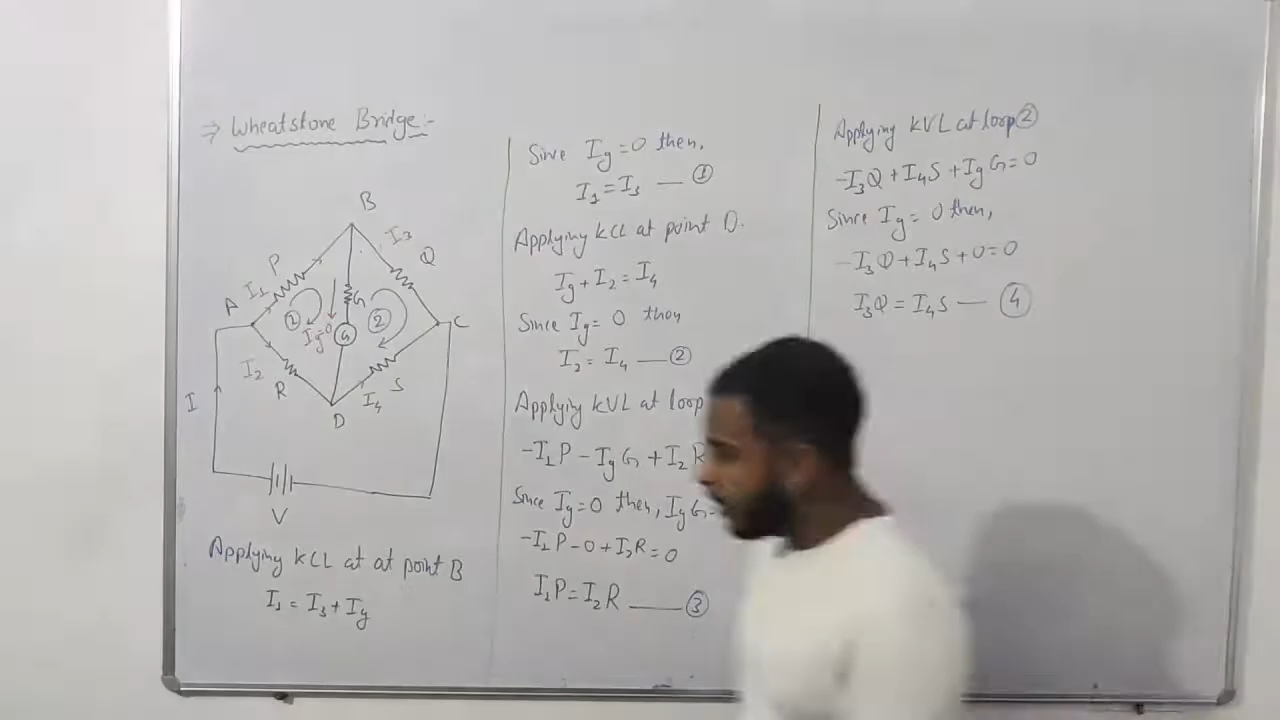 ⇒ Wheatstone Bridge:-
B
I₃
P
Q
I₁
A
G
①
②
Ig=0
G
C
I₂
S
R
I₄
I
D
V
Applying KCL at at point B
I₁ = I₃ + Ig
Since Ig = 0 then,
I₁ = I₃ — ①
Applying KCL at point D.
Ig + I₂ = I₄
Since Ig = 0 then
I₂ = I₄ — ②
Applying KVL at loop
-I₁P - IgG + I₂R
Since Ig = 0 then, IgG =
-I₁P - 0 + I₂R = 0
I₁P = I₂R — ③
Applying KVL at loop ②
-I₃Q + I₄S + IgG = 0
Since Ig = 0 then,
-I₃Q + I₄S + 0 = 0
I₃Q = I₄S — ④